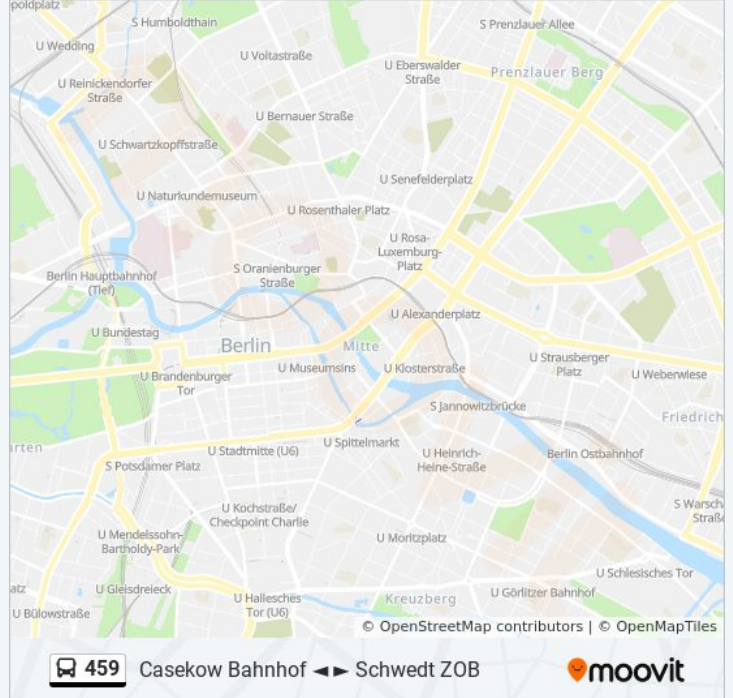 poldplatz
S Humboldthain
S Prenzlauer Allee
U Wedding
U Voltastraße
U Eberswalder
Straße
Prenzlauer Berg
U Reinickendorfer
Straße
U Bernauer Straße
U Schwartzkopffstraße
U Senefelderplatz
U Naturkundemuseum
U Rosenthaler Platz
U Rosa-
Luxemburg-
Platz
S Oranienburger
Straße
Berlin Hauptbahnhof
(Tief)
U Alexanderplatz
U Bundestag
Berlin
Mitte
U Strausberger
Platz
U Museumsinsel
U Klosterstraße
U Weberwiese
U Brandenburger
Tor
S Jannowitzbrücke
Friedrich
U Spittelmarkt
rten
U Stadtmitte (U6)
U Heinrich-
Heine-Straße
Berlin Ostbahnhof
S Potsdamer Platz
S Warsch
Straße
U Kochstraße/
Checkpoint Charlie
U Mendelssohn-
Bartholdy-Park
U Moritzplatz
U Schlesisches Tor
atz
U Gleisdreieck
U Hallesches
Tor (U6)
Kreuzberg
U Görlitzer Bahnhof
U Bülowstraße
© OpenStreetMap contributors | © OpenMapTiles
459 Casekow Bahnhof ◄ ► Schwedt ZOB
moovit